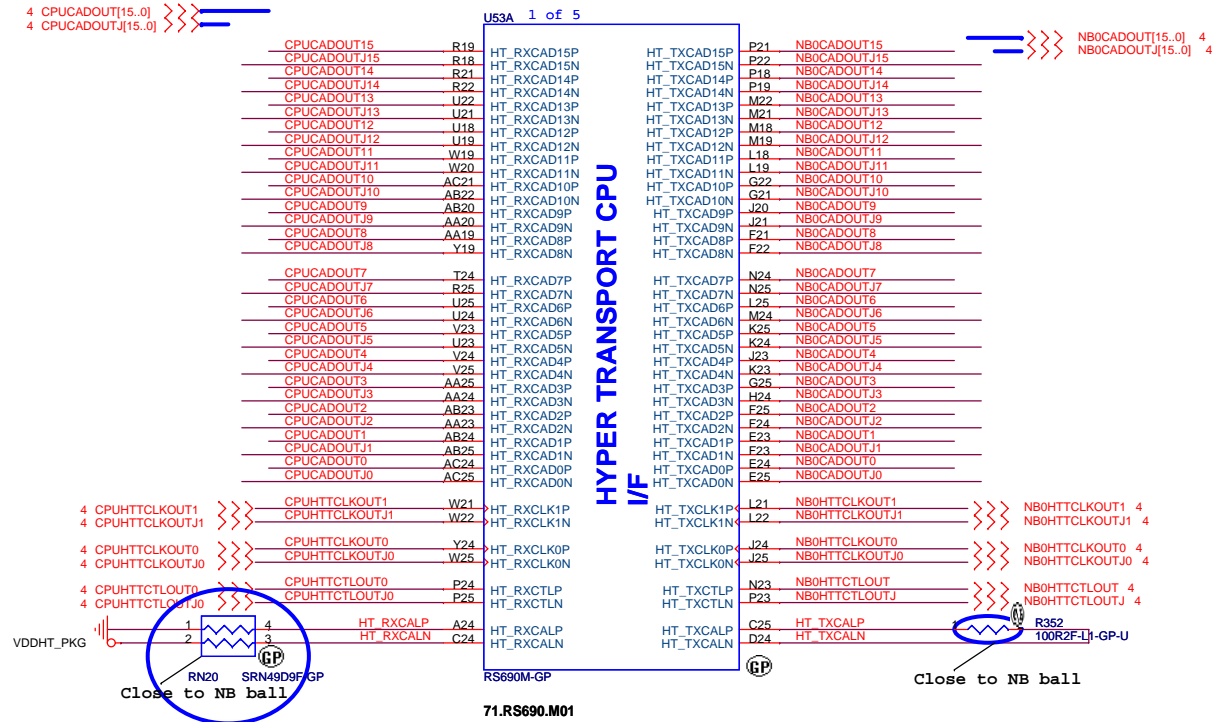 4 CPUCADOUT[15..0]
4 CPUCADOUTJ[15..0]
U53A 1 of 5
NB0CADOUT[15..0] 4
NB0CADOUTJ[15..0] 4
CPUCADOUT15 R19 HT_RXCAD15P HT_TXCAD15P P21 NB0CADOUT15
CPUCADOUTJ15 R18 HT_RXCAD15N HT_TXCAD15N P22 NB0CADOUTJ15
CPUCADOUT14 R21 HT_RXCAD14P HT_TXCAD14P P18 NB0CADOUT14
CPUCADOUTJ14 R22 HT_RXCAD14N HT_TXCAD14N P19 NB0CADOUTJ14
CPUCADOUT13 U22 HT_RXCAD13P HT_TXCAD13P M22 NB0CADOUT13
CPUCADOUTJ13 U21 HT_RXCAD13N HT_TXCAD13N M21 NB0CADOUTJ13
CPUCADOUT12 U18 HT_RXCAD12P HT_TXCAD12P M18 NB0CADOUT12
CPUCADOUTJ12 U19 HT_RXCAD12N HT_TXCAD12N M19 NB0CADOUTJ12
CPUCADOUT11 W19 HT_RXCAD11P HT_TXCAD11P L18 NB0CADOUT11
CPUCADOUTJ11 W20 HT_RXCAD11N HT_TXCAD11N L19 NB0CADOUTJ11
CPUCADOUT10 AC21 HT_RXCAD10P HT_TXCAD10P G22 NB0CADOUT10
CPUCADOUTJ10 AB22 HT_RXCAD10N HT_TXCAD10N G21 NB0CADOUTJ10
CPUCADOUT9 AB20 HT_RXCAD9P HT_TXCAD9P J20 NB0CADOUT9
CPUCADOUTJ9 AA20 HT_RXCAD9N HT_TXCAD9N J21 NB0CADOUTJ9
CPUCADOUT8 AA19 HT_RXCAD8P HT_TXCAD8P F21 NB0CADOUT8
CPUCADOUTJ8 Y19 HT_RXCAD8N HT_TXCAD8N F22 NB0CADOUTJ8
CPUCADOUT7 T24 HT_RXCAD7P HT_TXCAD7P N24 NB0CADOUT7
CPUCADOUTJ7 R25 HT_RXCAD7N HT_TXCAD7N N25 NB0CADOUTJ7
CPUCADOUT6 U25 HT_RXCAD6P HT_TXCAD6P L25 NB0CADOUT6
CPUCADOUTJ6 U24 HT_RXCAD6N HT_TXCAD6N M24 NB0CADOUTJ6
CPUCADOUT5 V23 HT_RXCAD5P HT_TXCAD5P K25 NB0CADOUT5
CPUCADOUTJ5 U23 HT_RXCAD5N HT_TXCAD5N K24 NB0CADOUTJ5
CPUCADOUT4 V24 HT_RXCAD4P HT_TXCAD4P J23 NB0CADOUT4
CPUCADOUTJ4 V25 HT_RXCAD4N HT_TXCAD4N K23 NB0CADOUTJ4
CPUCADOUT3 AA25 HT_RXCAD3P HT_TXCAD3P G25 NB0CADOUT3
CPUCADOUTJ3 AA24 HT_RXCAD3N HT_TXCAD3N H24 NB0CADOUTJ3
CPUCADOUT2 AB23 HT_RXCAD2P HT_TXCAD2P F25 NB0CADOUT2
CPUCADOUTJ2 AA23 HT_RXCAD2N HT_TXCAD2N F24 NB0CADOUTJ2
CPUCADOUT1 AB24 HT_RXCAD1P HT_TXCAD1P E23 NB0CADOUT1
CPUCADOUTJ1 AB25 HT_RXCAD1N HT_TXCAD1N F23 NB0CADOUTJ1
CPUCADOUT0 AC24 HT_RXCAD0P HT_TXCAD0P E24 NB0CADOUT0
CPUCADOUTJ0 AC25 HT_RXCAD0N HT_TXCAD0N E25 NB0CADOUTJ0
HYPER TRANSPORT CPU
I/F
4 CPUHTTCLKOUT1 CPUHTTCLKOUT1 W21 HT_RXCLK1P HT_TXCLK1P L21 NB0HTTCLKOUT1 NB0HTTCLKOUT1 4
4 CPUHTTCLKOUTJ1 CPUHTTCLKOUTJ1 W22 HT_RXCLK1N HT_TXCLK1N L22 NB0HTTCLKOUTJ1 NB0HTTCLKOUTJ1 4
4 CPUHTTCLKOUT0 CPUHTTCLKOUT0 Y24 HT_RXCLK0P HT_TXCLK0P J24 NB0HTTCLKOUT0 NB0HTTCLKOUT0 4
4 CPUHTTCLKOUTJ0 CPUHTTCLKOUTJ0 W25 HT_RXCLK0N HT_TXCLK0N J25 NB0HTTCLKOUTJ0 NB0HTTCLKOUTJ0 4
4 CPUHTTCTLOUT0 CPUHTTCTLOUT0 P24 HT_RXCTLP HT_TXCTLP N23 NB0HTTCTLOUT NB0HTTCTLOUT 4
4 CPUHTTCTLOUTJ0 CPUHTTCTLOUTJ0 P25 HT_RXCTLN HT_TXCTLN P23 NB0HTTCTLOUTJ NB0HTTCTLOUTJ 4
1 4 HT_RXCALP A24 HT_RXCALP HT_TXCALP C25 HT_TXCALP 1 R352
VDDHT_PKG 2 3 HT_RXCALN C24 HT_RXCALN HT_TXCALN D24 HT_TXCALN 100R2F-L1-GP-U
GP
GP
RN20 SRN49D9F-GP
RS690M-GP
Close to NB ball
Close to NB ball
71.RS690.M01